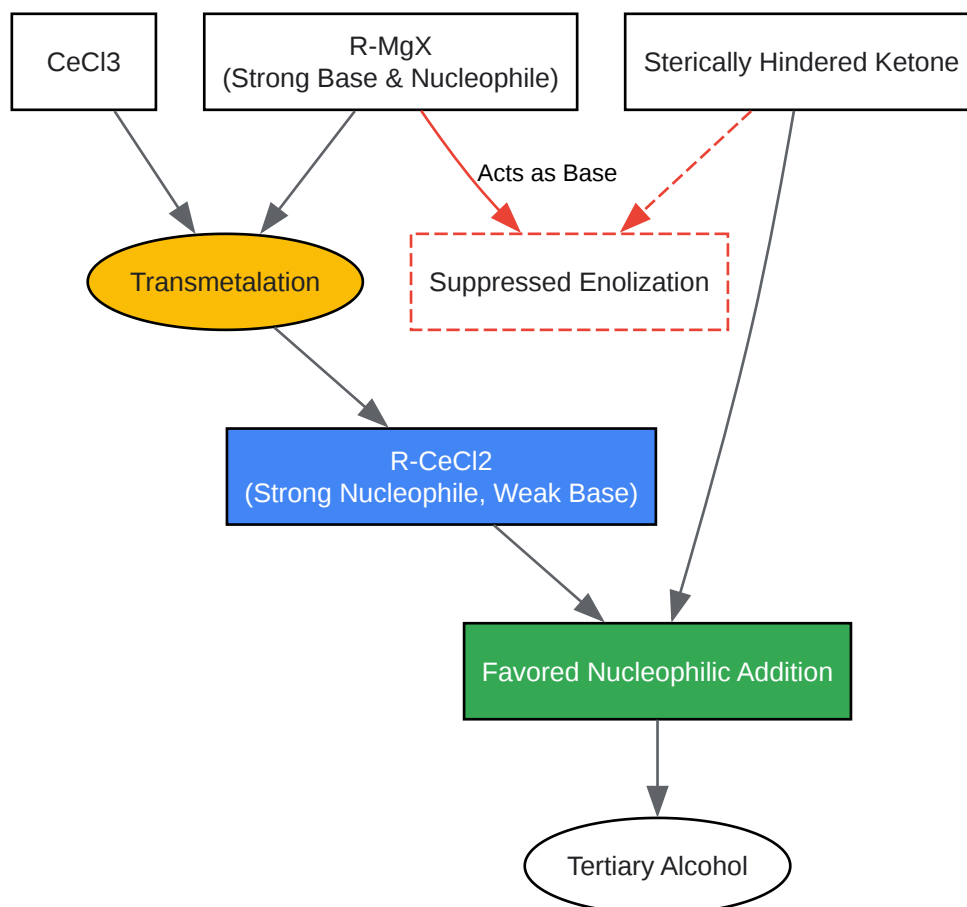 CeCl3
R-MgX
(Strong Base & Nucleophile)
Sterically Hindered Ketone
Acts as Base
Transmetalation
Suppressed Enolization
R-CeCl2
(Strong Nucleophile, Weak Base)
Favored Nucleophilic Addition
Tertiary Alcohol